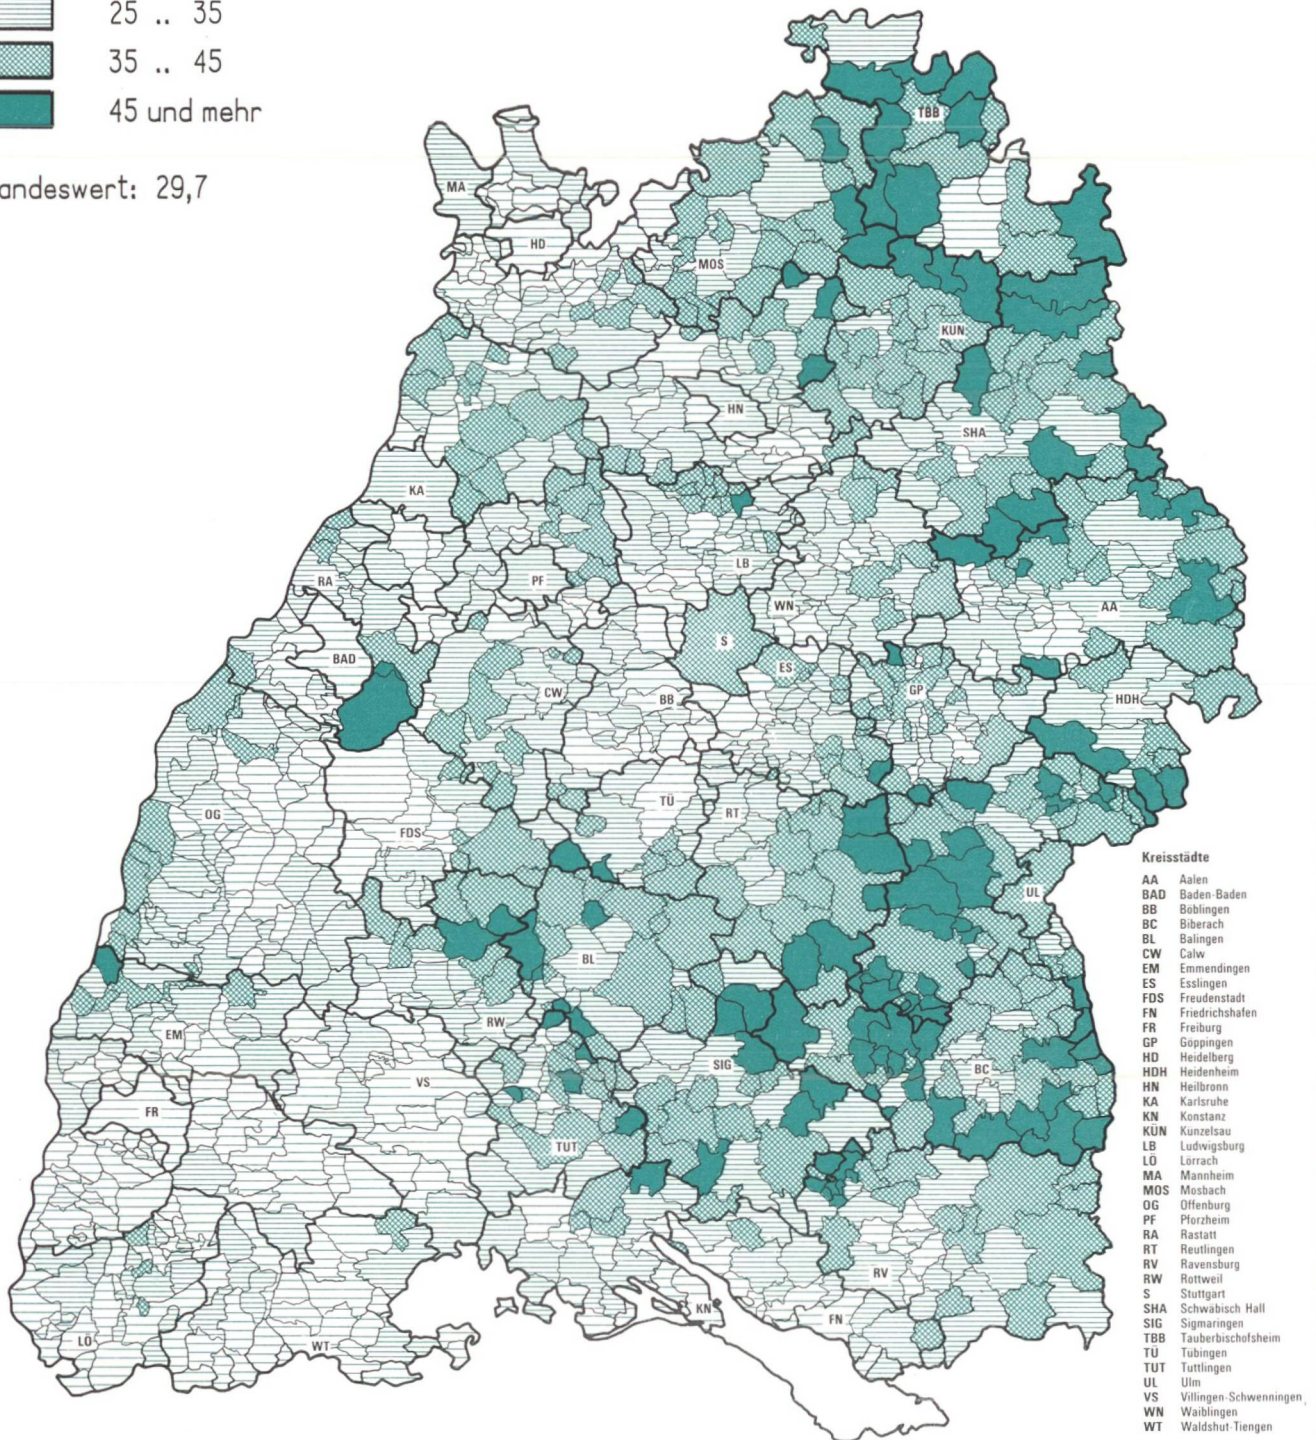 25 .. 35
35 .. 45
45 und mehr
andeswert: 29,7
TBB
MA
HD
MOS
KÜN
HN
SHA
KA
LB
PF
RA
WN
AA
S
BAD
ES
CW
BB
GP
HDH
TÜ
RT
OG
FDS
UL
BL
RW
EM
SIG
BC
VS
FR
TUT
RV
KN
FN
LÖ
WT
Kreisstädte
AA Aalen
BAD Baden-Baden
BB Böblingen
BC Biberach
BL Balingen
CW Calw
EM Emmendingen
ES Esslingen
FDS Freudenstadt
FN Friedrichshafen
FR Freiburg
GP Göppingen
HD Heidelberg
HDH Heidenheim
HN Heilbronn
KA Karlsruhe
KN Konstanz
KÜN Künzelsau
LB Ludwigsburg
LÖ Lörrach
MA Mannheim
MOS Mosbach
OG Offenburg
PF Pforzheim
RA Rastatt
RT Reutlingen
RV Ravensburg
RW Rottweil
S Stuttgart
SHA Schwäbisch Hall
SIG Sigmaringen
TBB Tauberbischofsheim
TÜ Tübingen
TUT Tuttlingen
UL Ulm
VS Villingen-Schwenningen
WN Waiblingen
WT Waldshut-Tiengen